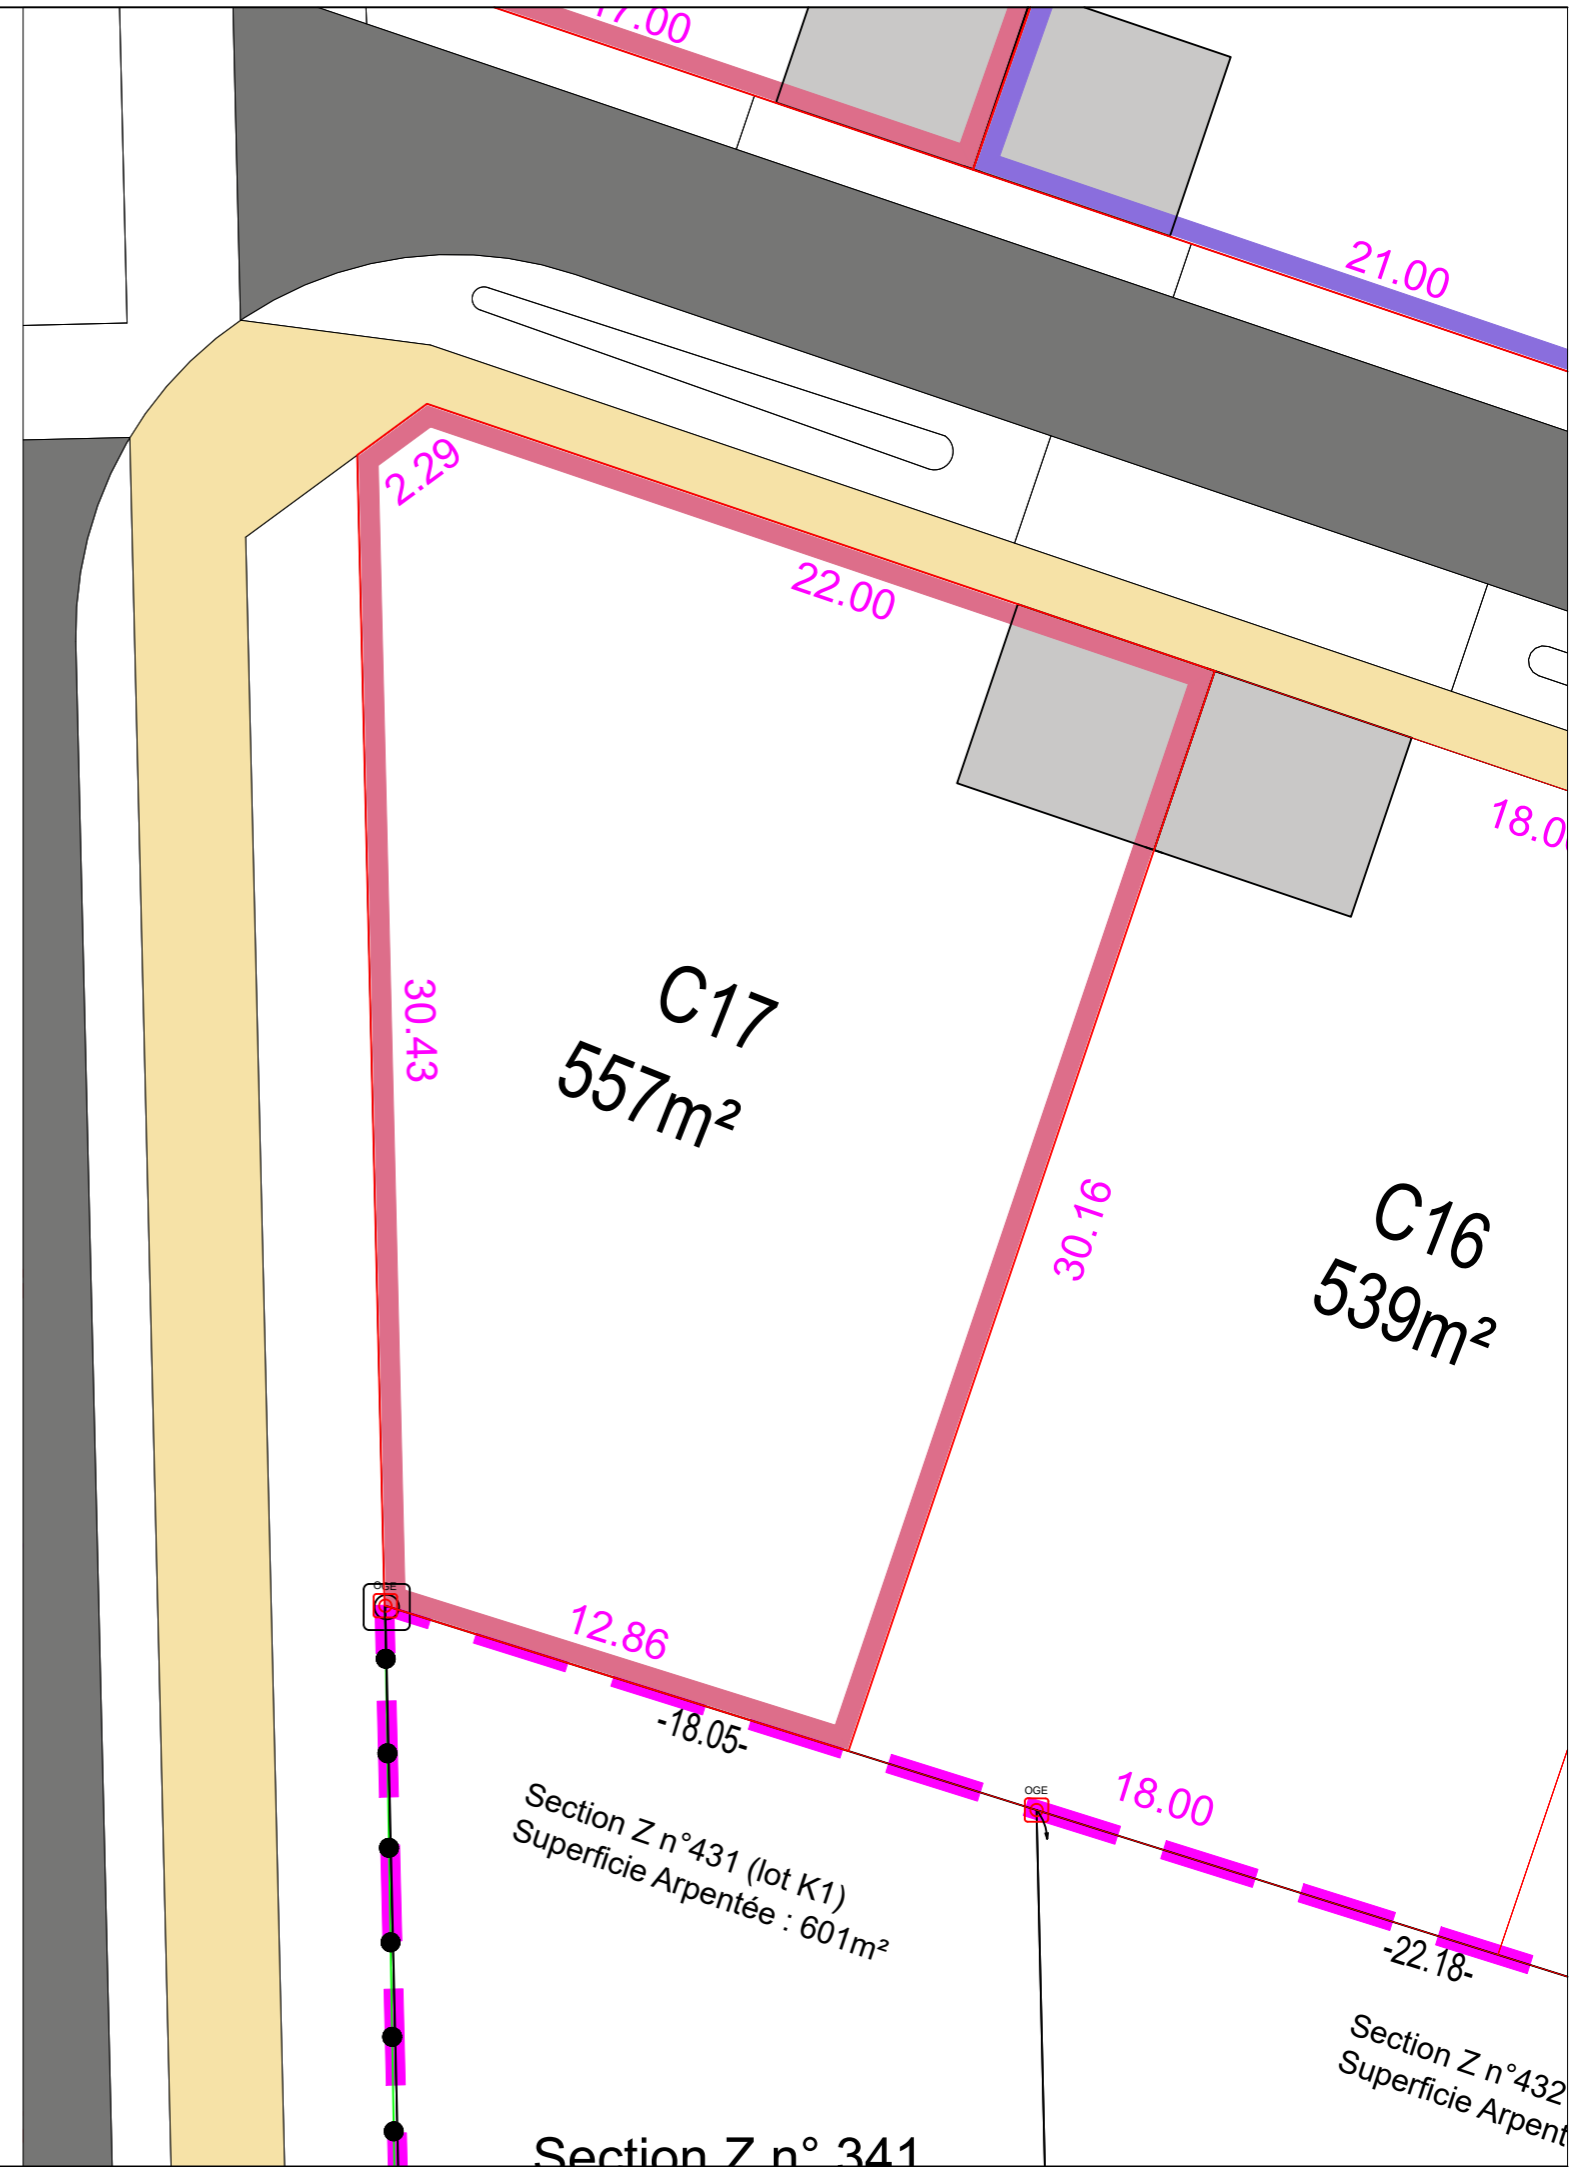 17.00
21.00
2.29
22.00
18.0
30.43
C17
557m²
30.16
C16
539m²
OGE
12.86
-18.05-
OGE
18.00
Section Z n°431 (lot K1)
Superficie Arpentée : 601m²
-22.18-
Section Z n°432
Superficie Arpent
Section Z n° 341